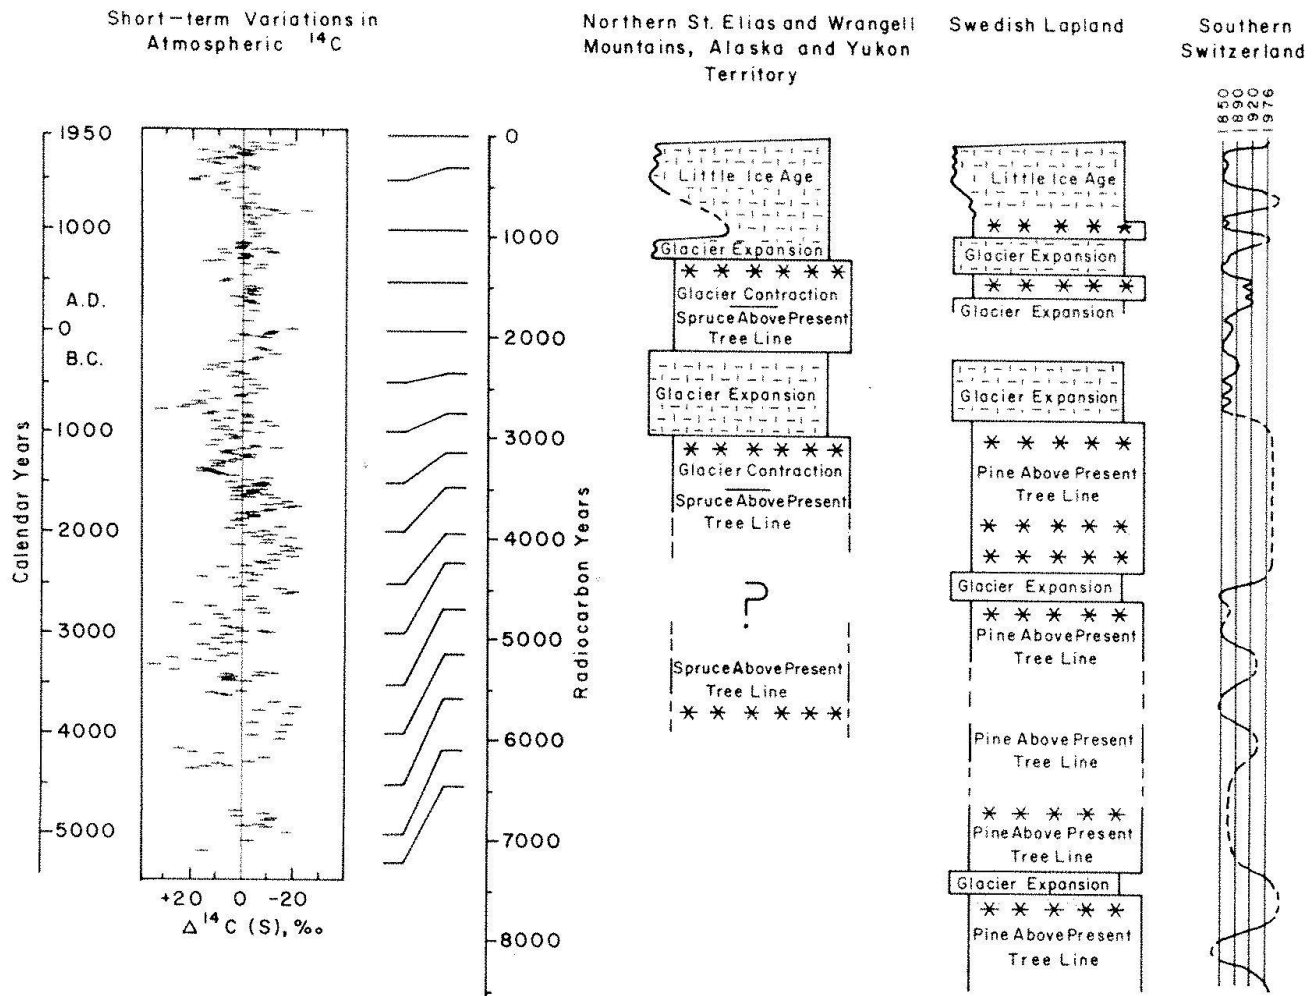 Short-term Variations in
Atmospheric ¹⁴C
Northern St. Elias and Wrangell
Mountains, Alaska and Yukon
Territory
Swedish Lapland
Southern
Switzerland
1850
1890
1920
1976
Calendar Years
1950
1000
A.D.
0
B.C.
1000
2000
3000
4000
5000
+20 0 -20
Δ¹⁴C (S), ‰
Radiocarbon Years
0
1000
2000
3000
4000
5000
6000
7000
8000
Little Ice Age
Glacier Expansion
Glacier Contraction
Spruce Above Present
Tree Line
Glacier Expansion
Glacier Contraction
Spruce Above Present
Tree Line
?
Spruce Above Present
Tree Line
Little Ice Age
Glacier Expansion
Glacier Expansion
Glacier Expansion
Pine Above Present
Tree Line
Glacier Expansion
Pine Above Present
Tree Line
Pine Above Present
Tree Line
Pine Above Present
Tree Line
Glacier Expansion
Pine Above Present
Tree Line